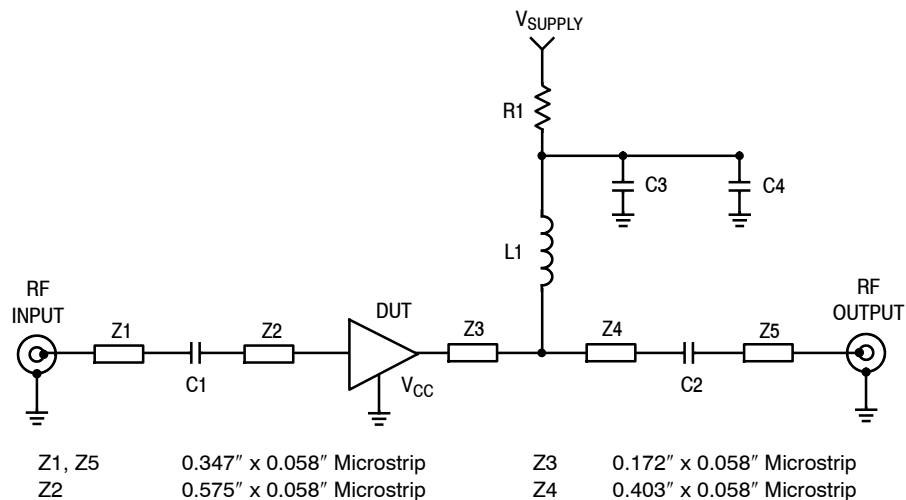 V_SUPPLY
R1
C3 C4
L1
RF
INPUT
RF
OUTPUT
DUT
Z1 Z2 Z3 Z4 Z5
C1 V_CC C2
Z1, Z5 0.347″ x 0.058″ Microstrip Z3 0.172″ x 0.058″ Microstrip
Z2 0.575″ x 0.058″ Microstrip Z4 0.403″ x 0.058″ Microstrip